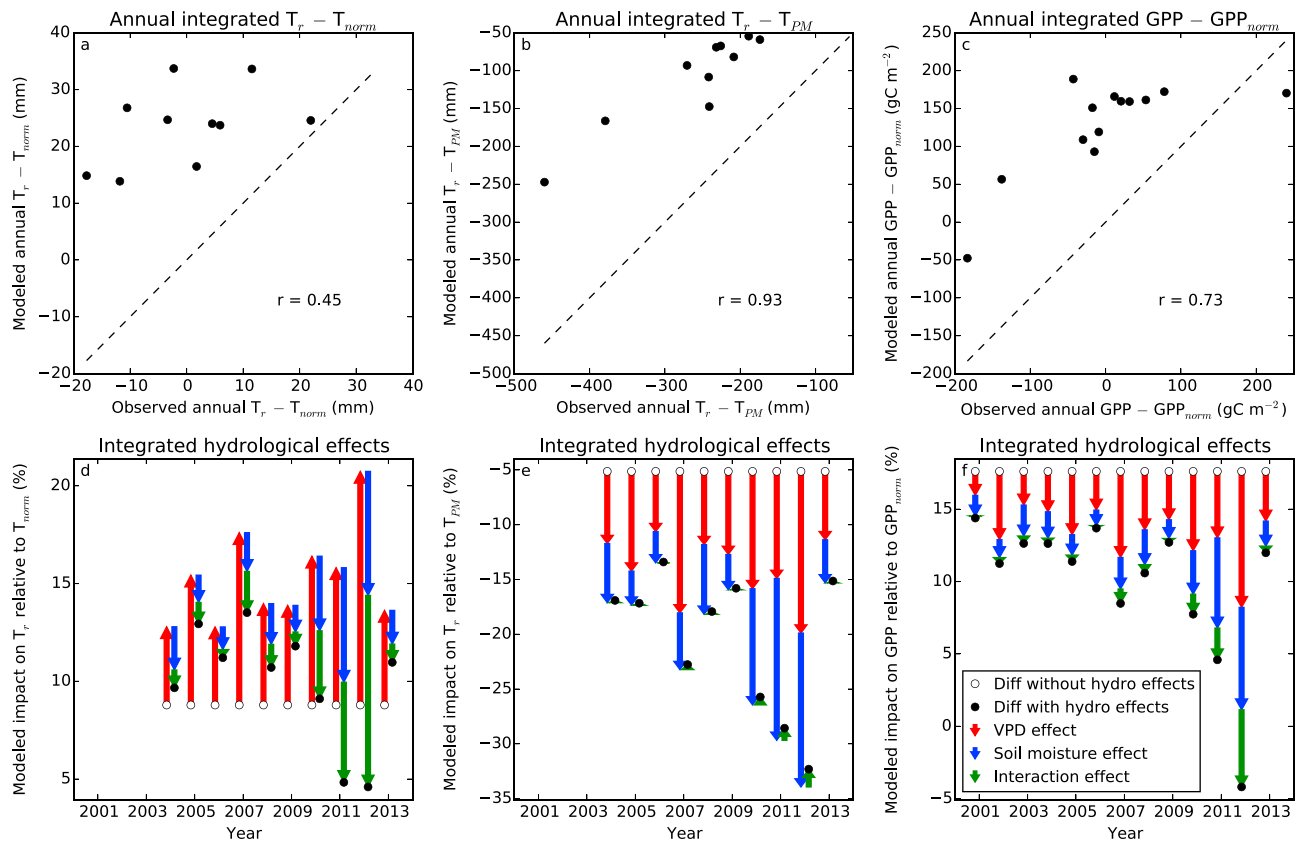 Annual integrated T_r − T_norm
a
Modeled annual T_r − T_norm (mm)
40
30
20
10
0
−10
−20
r = 0.45
−20 −10 0 10 20 30 40
Observed annual T_r − T_norm (mm)
Annual integrated T_r − T_PM
b
Modeled annual T_r − T_PM (mm)
−50
−100
−150
−200
−250
−300
−350
−400
−450
−500
r = 0.93
−500 −400 −300 −200 −100
Observed annual T_r − T_PM (mm)
Annual integrated GPP − GPP_norm
c
Modeled annual GPP − GPP_norm (gC m⁻²)
250
200
150
100
50
0
−50
−100
−150
−200
r = 0.73
−200 −100 0 100 200
Observed annual GPP − GPP_norm (gC m⁻²)
Integrated hydrological effects
d
Modeled impact on T_r relative to T_norm (%)
20
15
10
5
2001 2003 2005 2007 2009 2011 2013
Year
Integrated hydrological effects
e
Modeled impact on T_r relative to T_PM (%)
−5
−10
−15
−20
−25
−30
−35
2001 2003 2005 2007 2009 2011 2013
Year
Integrated hydrological effects
f
Modeled impact on GPP relative to GPP_norm (%)
15
10
5
0
−5
Diff without hydro effects
Diff with hydro effects
VPD effect
Soil moisture effect
Interaction effect
2001 2003 2005 2007 2009 2011 2013
Year